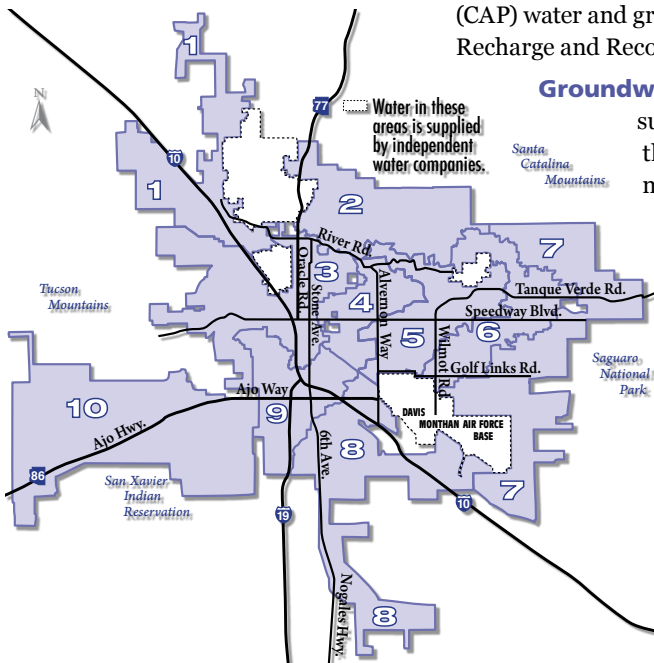 (CAP) water and gr
Recharge and Reco
Groundw
su
th
m
N
1
77
Water in these
areas is supplied
by independent
water companies.
Santa
Catalina
Mountains
10
1
2
River Rd.
7
Oracle Rd.
3
Stone Ave.
4
Alvernon Way
Tanque Verde Rd.
Tucson
Mountains
Speedway Blvd.
5
Wilmot Rd.
6
Saguaro
National
Park
Golf Links Rd.
Ajo Way
10
9
DAVIS
MONTHAN AIR FORCE
BASE
Ajo Hwy.
6th Ave.
8
86
San Xavier
Indian
Reservation
7
10
19
Nogales Hwy.
8